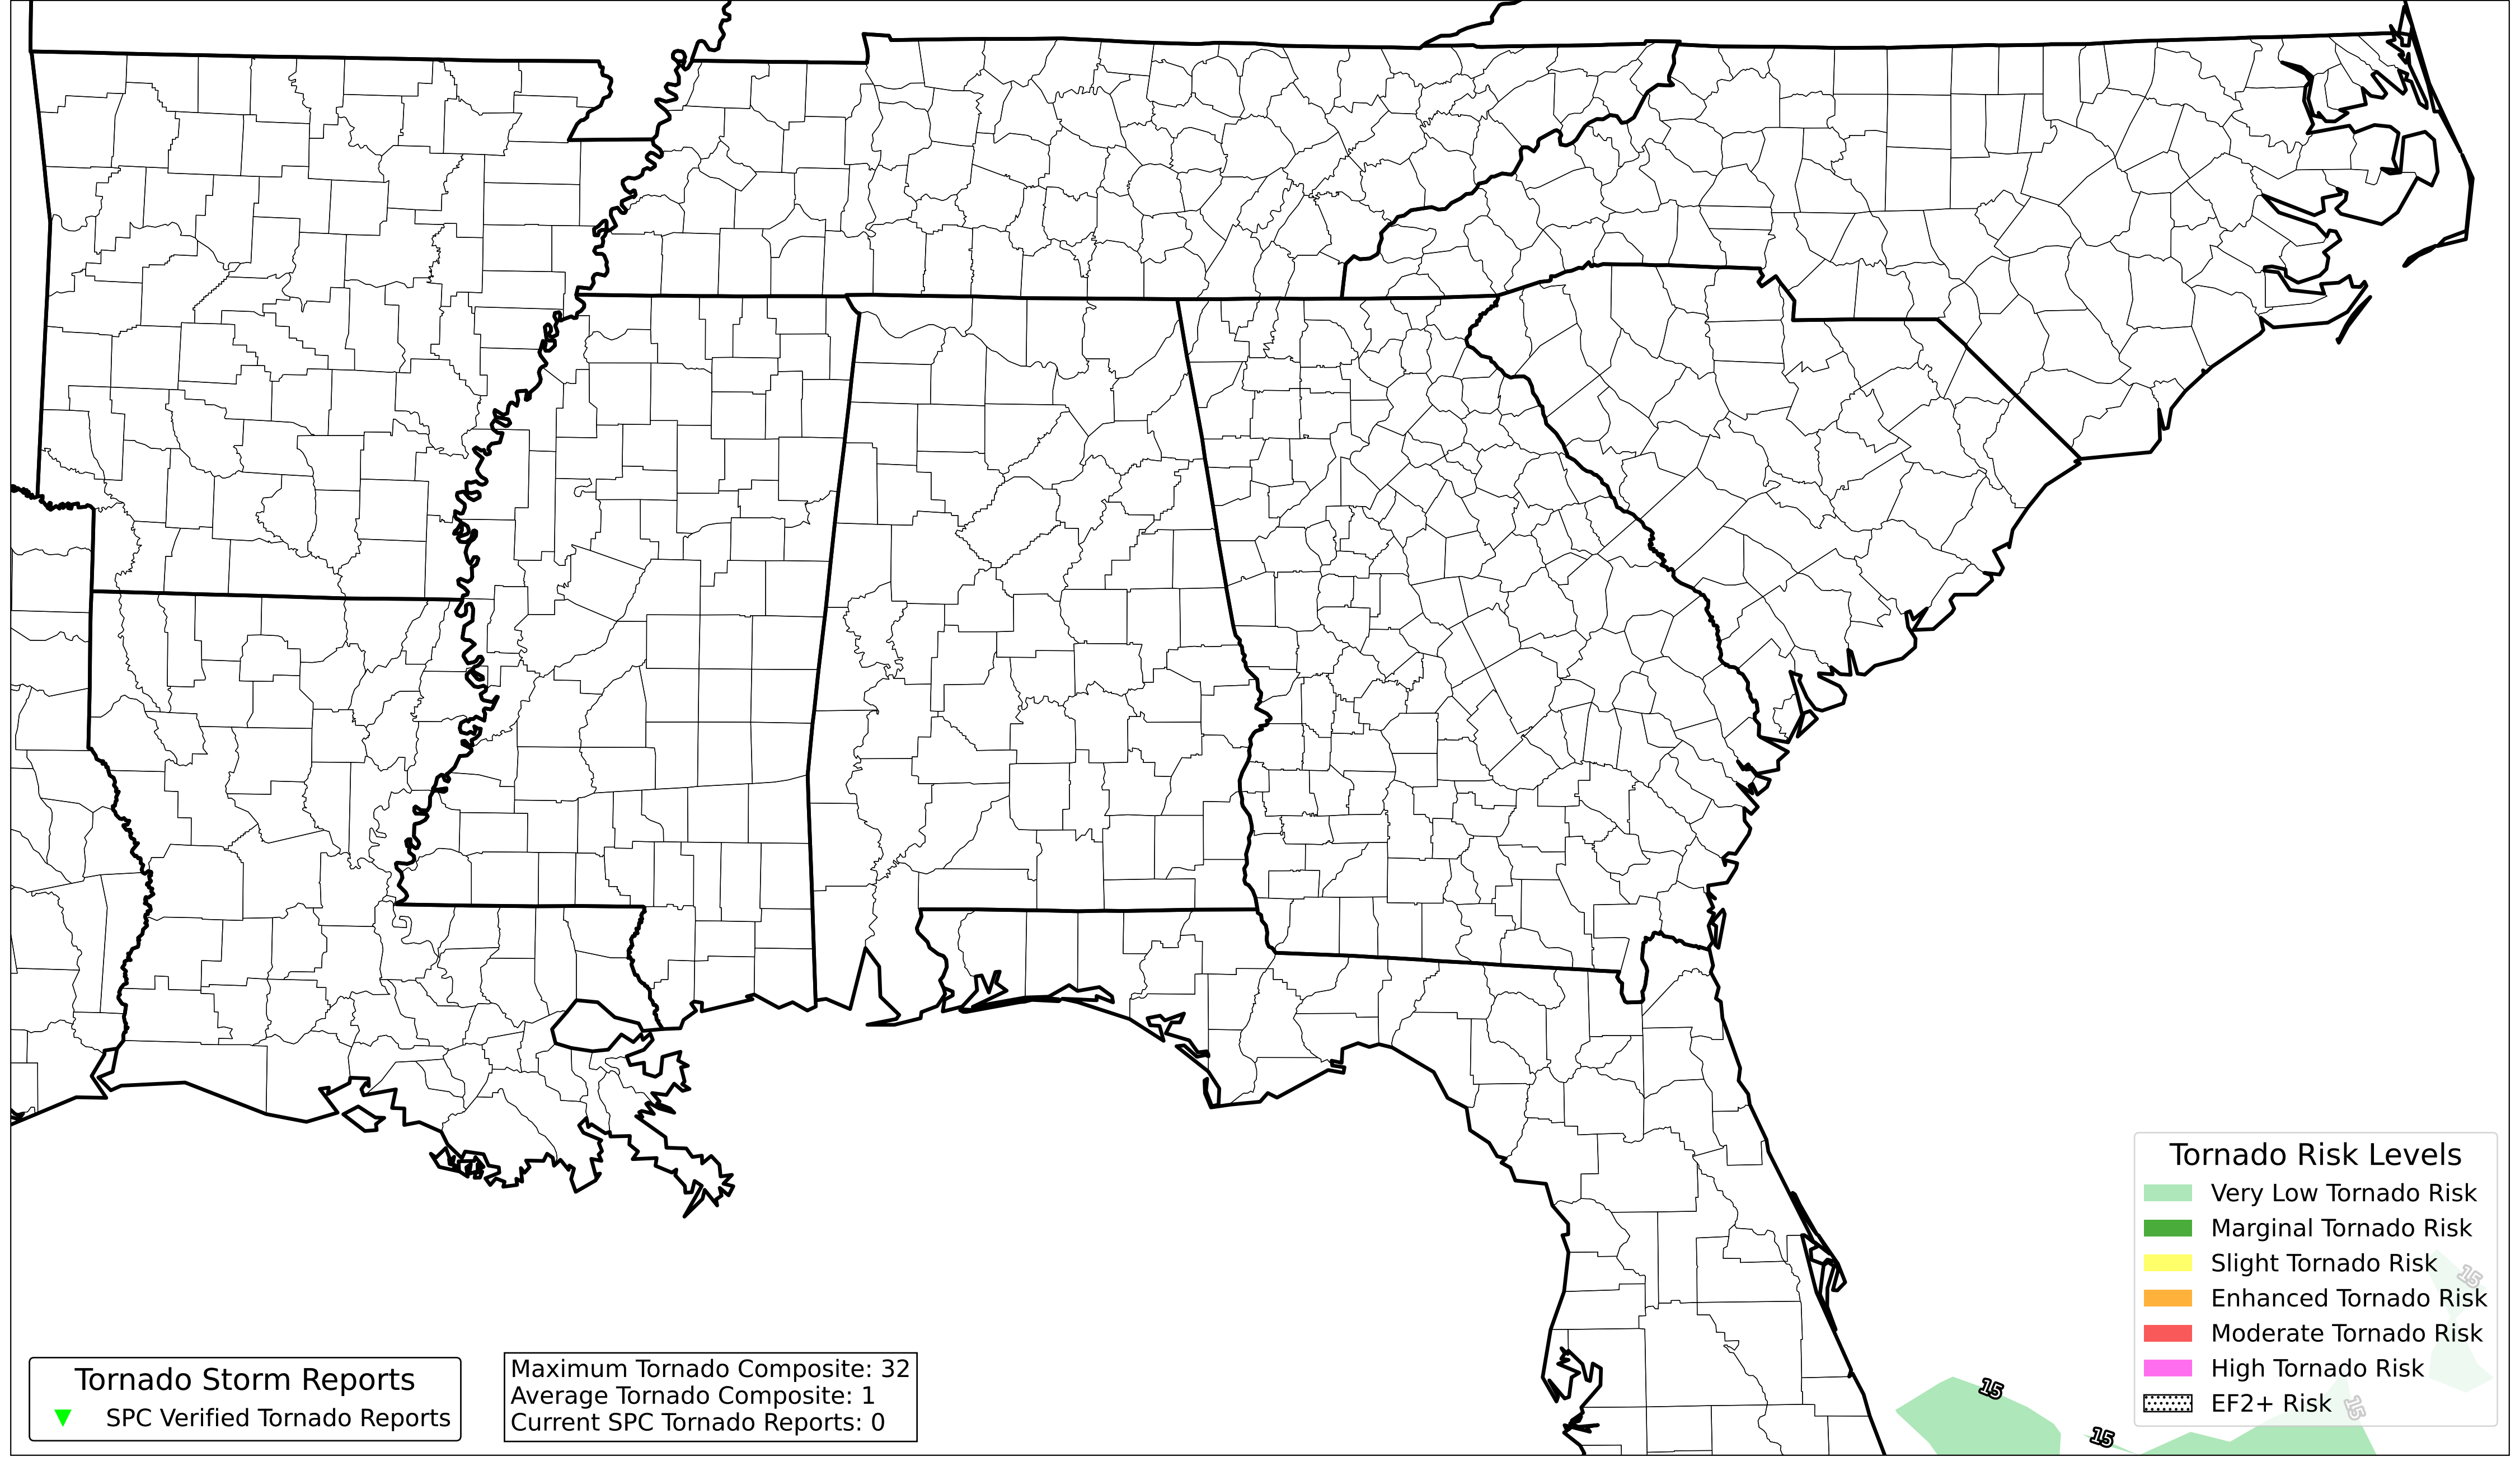 Tornado Risk Levels
Very Low Tornado Risk
Marginal Tornado Risk
Slight Tornado Risk
Enhanced Tornado Risk
Moderate Tornado Risk
High Tornado Risk
EF2+ Risk
15
15
15
15
Tornado Storm Reports
SPC Verified Tornado Reports
Maximum Tornado Composite: 32
Average Tornado Composite: 1
Current SPC Tornado Reports: 0